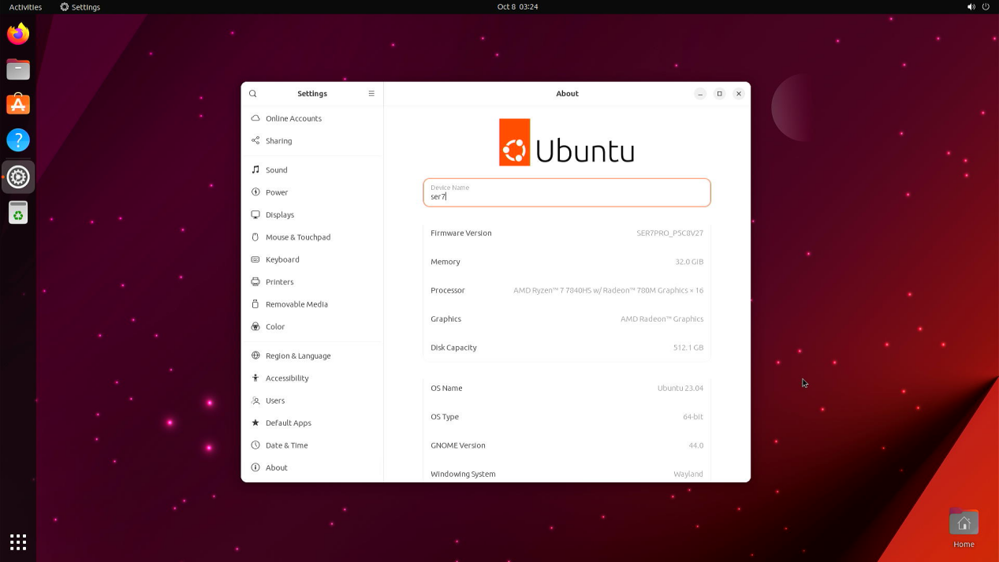 Activities Settings Oct 8 03:24
Settings About
Online Accounts
Sharing
Sound
Power
Displays
Mouse & Touchpad
Keyboard
Printers
Removable Media
Color
Region & Language
Accessibility
Users
Default Apps
Date & Time
About
Ubuntu
Device Name
ser7
Firmware Version SER7PRO_P5C8V27
Memory 32.0 GiB
Processor AMD Ryzen™ 7 7840HS w/ Radeon™ 780M Graphics × 16
Graphics AMD Radeon™ Graphics
Disk Capacity 512.1 GB
OS Name Ubuntu 23.04
OS Type 64-bit
GNOME Version 44.0
Windowing System Wayland
Home